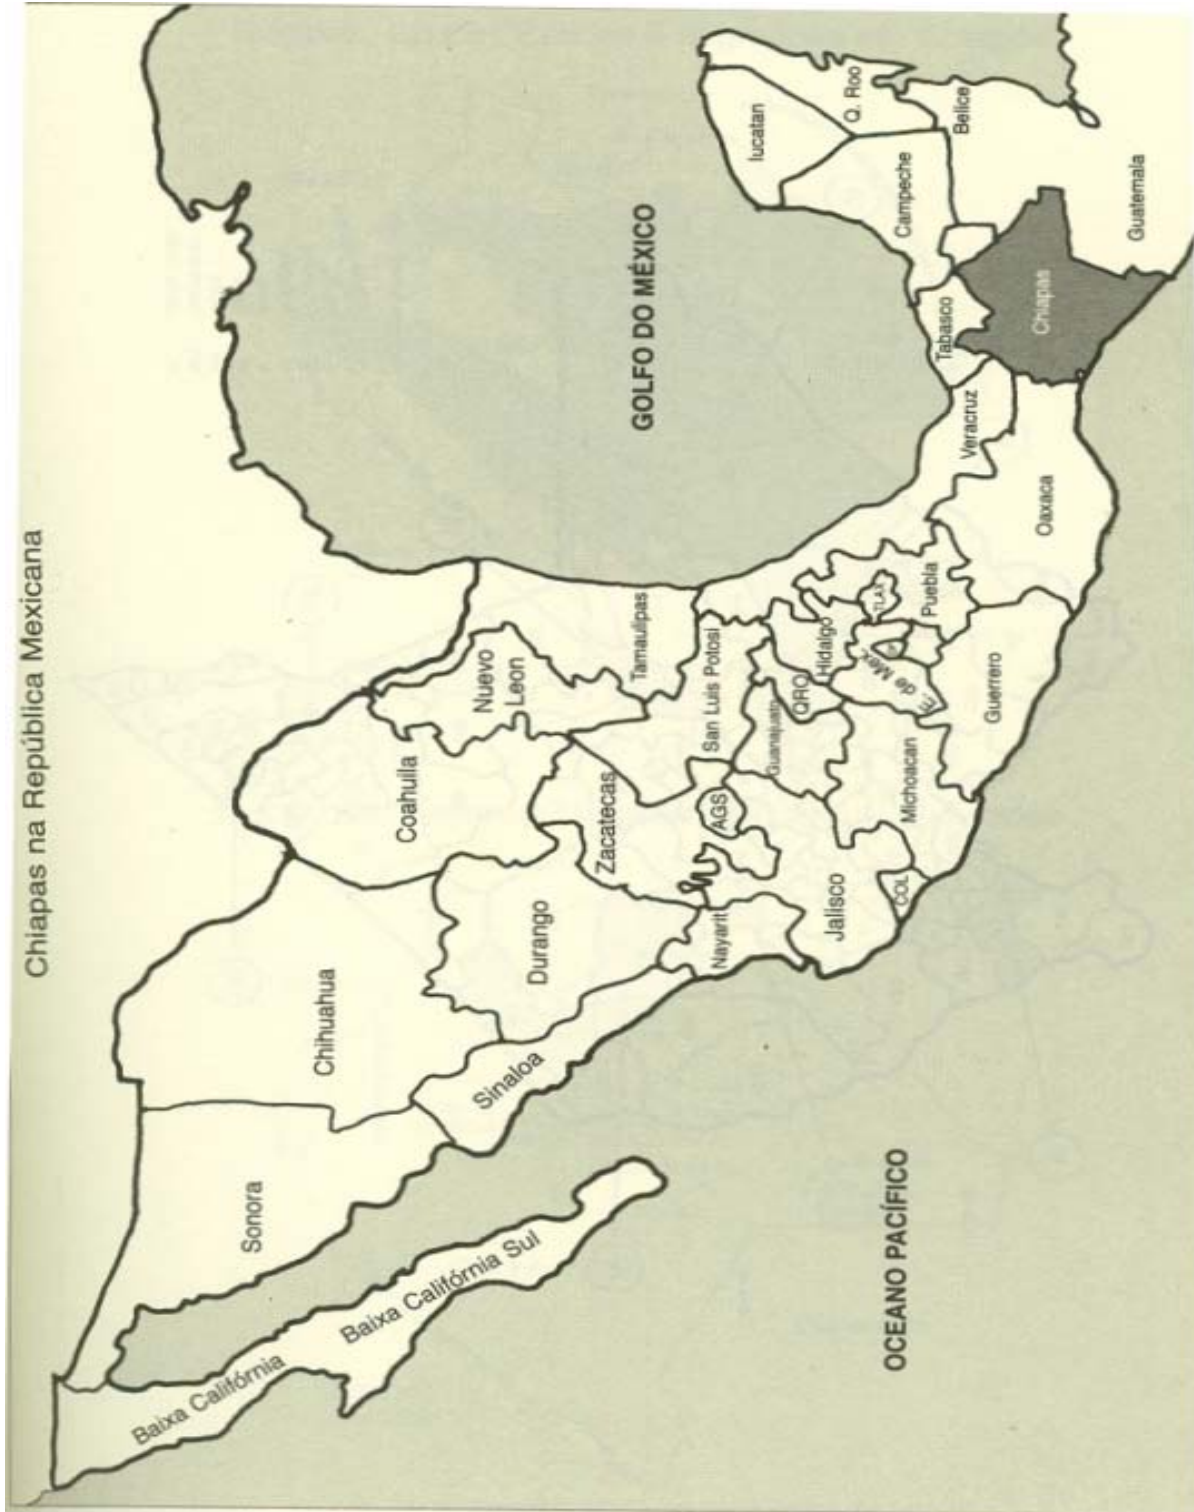 Chiapas na República Mexicana
Baixa Califórnia
Baixa Califórnia Sul
Sonora
Chihuahua
Coahuila
Nuevo
Leon
Tamaulipas
Sinaloa
Durango
Zacatecas
San Luis Potosi
Nayarit
AGS
Jalisco
Guanajuato
QRO
Hidalgo
COL
Michoacan
E. de Mex.
TLAX
Puebla
Guerrero
Oaxaca
Veracruz
Tabasco
Chiapas
Campeche
Iucatan
Q. Roo
Belice
Guatemala
GOLFO DO MÉXICO
OCEANO PACÍFICO